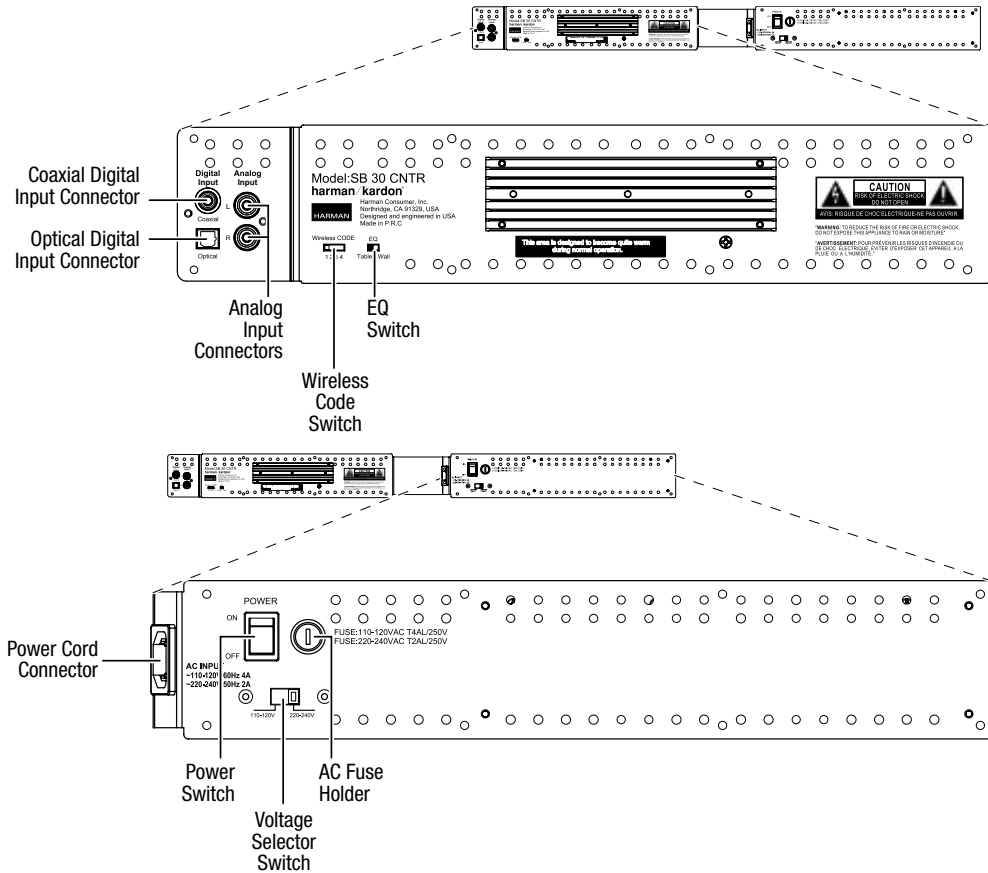 Coaxial Digital
Input Connector
Optical Digital
Input Connector
Digital
Input
Analog
Input
L
Coaxial
R
Optical
Model:SB 30 CNTR
harman/kardon
HARMAN
Harman Consumer, Inc.
Northridge, CA 91329, USA
Designed and engineered in USA
Made in P.R.C
Wireless CODE
1 2 3 4
EQ
Table Wall
This area is designed to become quite warm
during normal operation.
CAUTION
RISK OF ELECTRIC SHOCK
DO NOT OPEN
AVIS: RISQUE DE CHOC ELECTRIQUE-NE PAS OUVRIR.
"WARNING: TO REDUCE THE RISK OF FIRE OR ELECTRIC SHOCK,
DO NOT EXPOSE THIS APPLIANCE TO RAIN OR MOISTURE"
"AVERTISSEMENT: POUR PRÉVENIR LES RISQUES D'INCENDIE OU
DE CHOC ELECTRIQUE, EVITER D'EXPOSER CET APPAREIL A LA
PLUIE OU A L'HUMIDITE."
Analog
Input
Connectors
EQ
Switch
Wireless
Code
Switch
Model:SB 30 CNTR
harman/kardon
Power Cord
Connector
POWER
ON
OFF
FUSE:110-120VAC T4AL/250V
FUSE:220-240VAC T2AL/250V
AC INPUT
~110-120V 60Hz 4A
~220-240V 50Hz 2A
110-120V
220-240V
Power
Switch
AC Fuse
Holder
Voltage
Selector
Switch